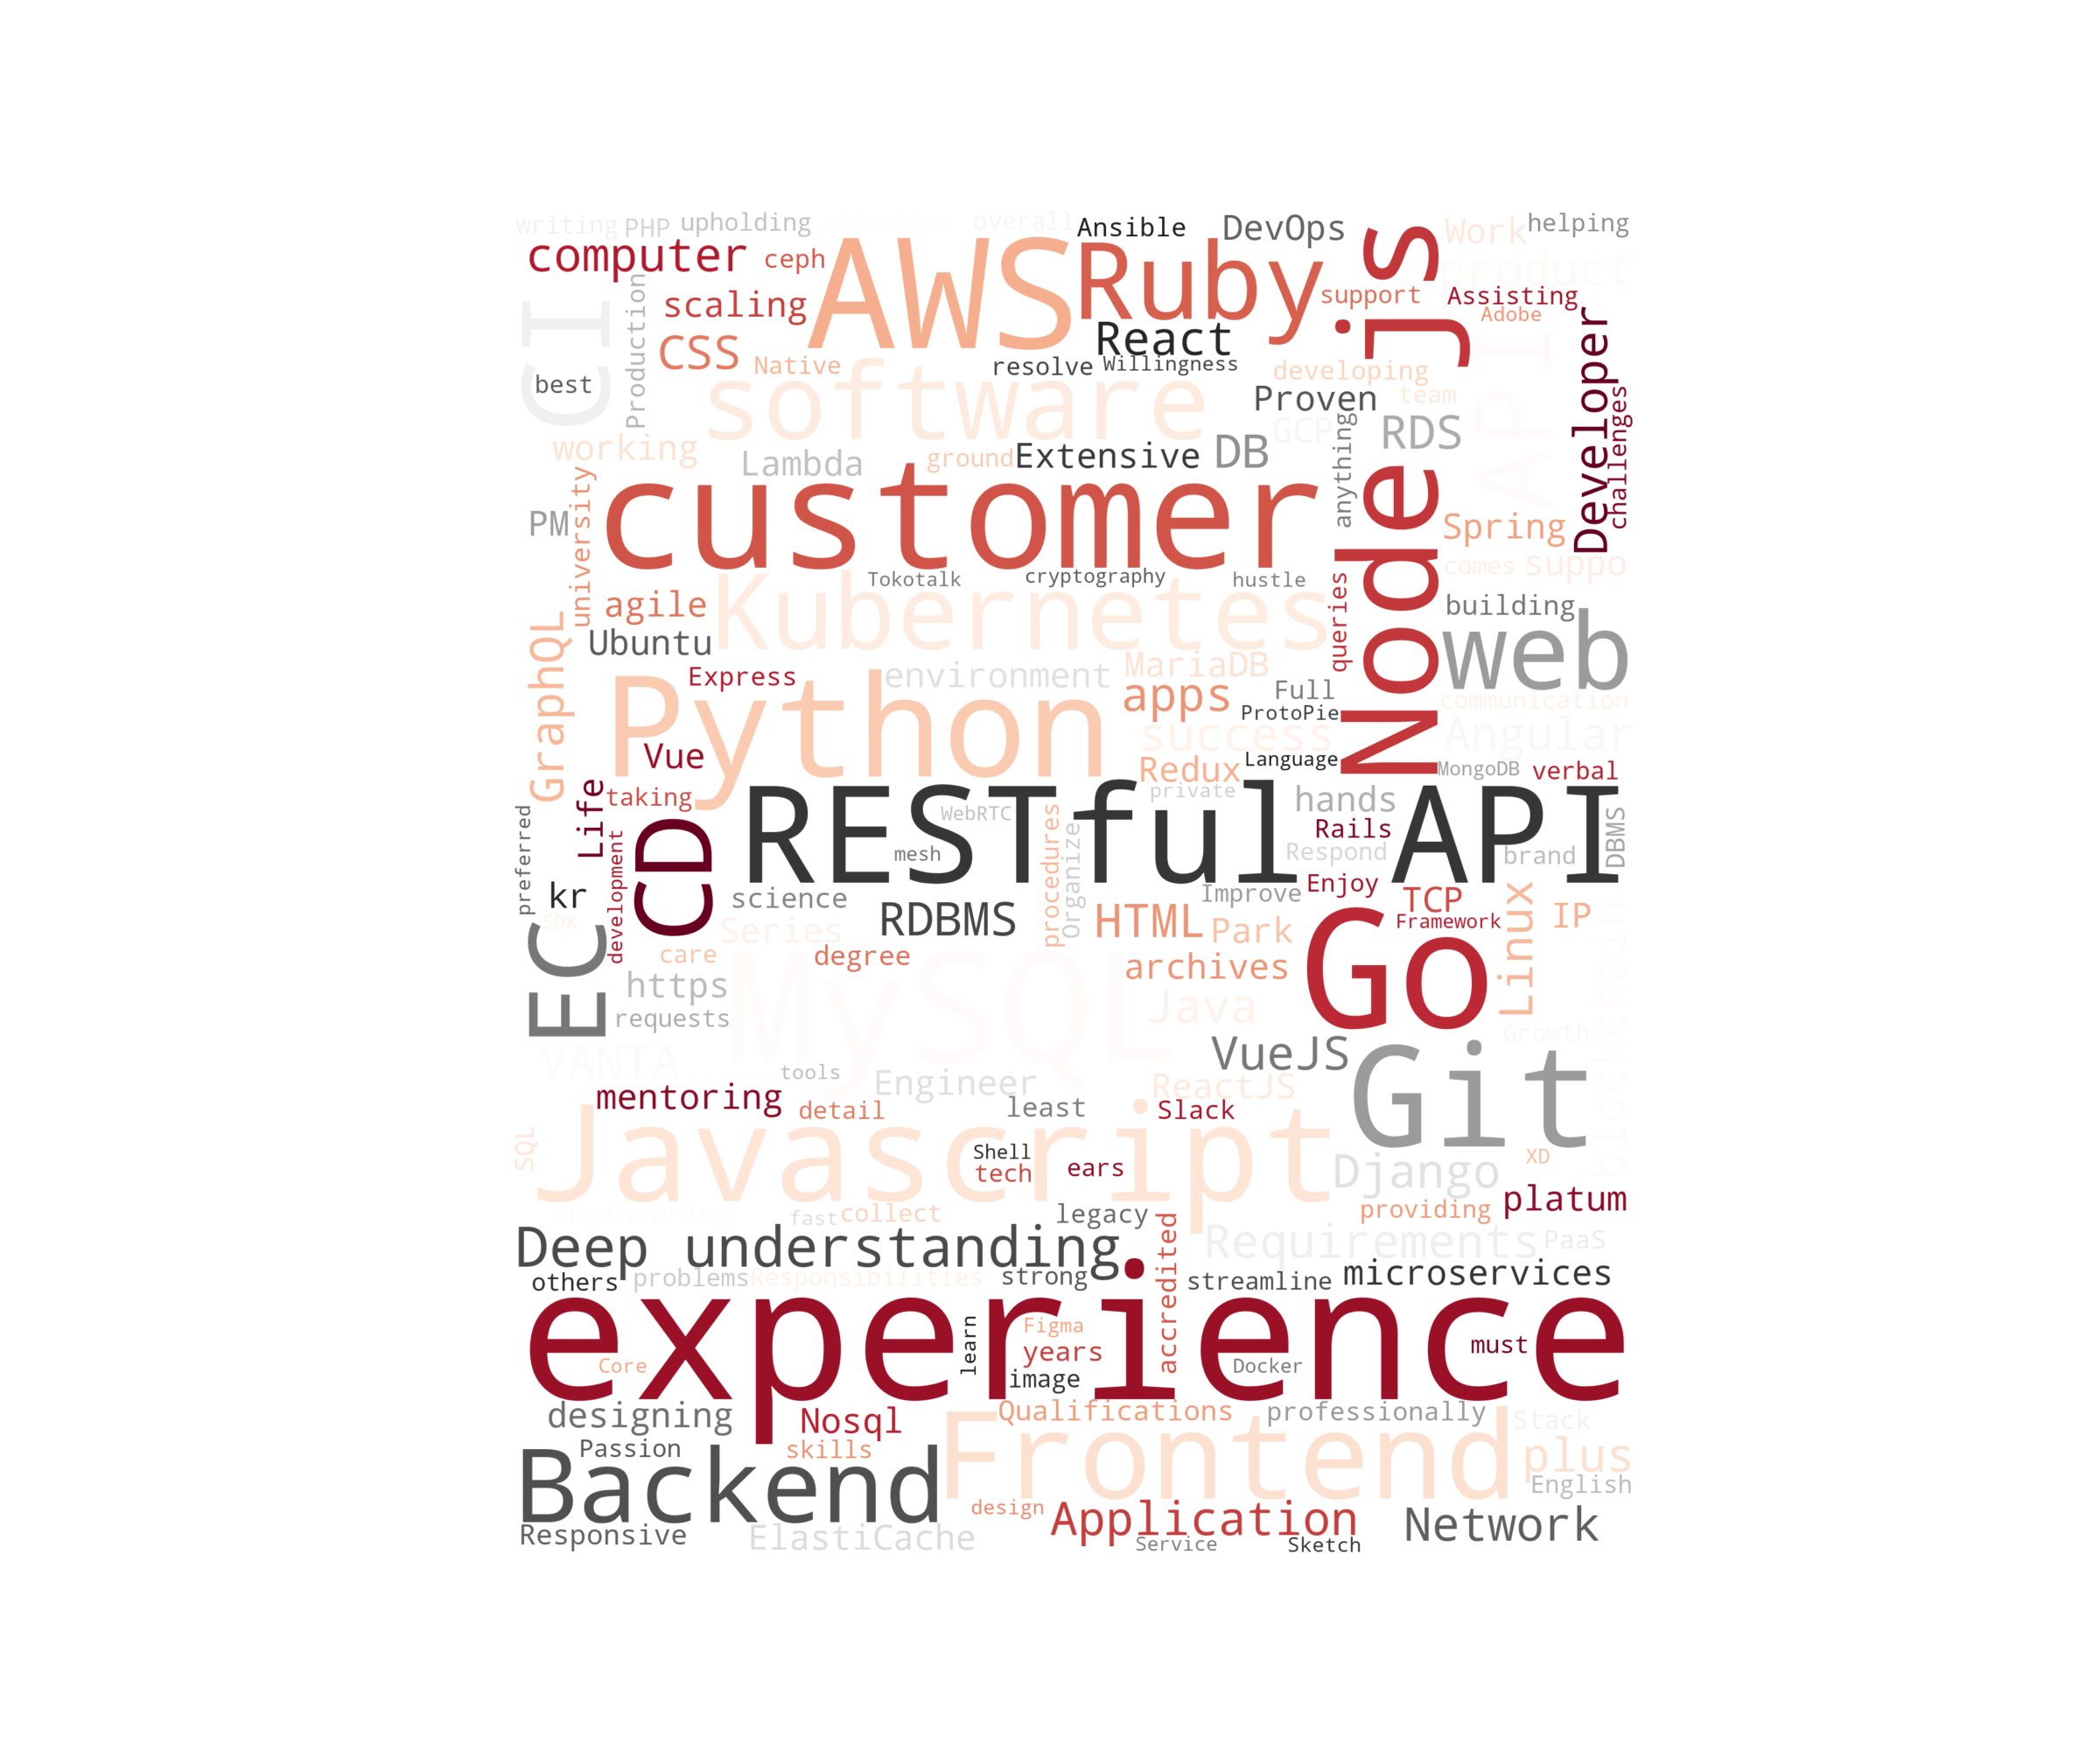 writing PHP upholding attention overall Ansible DevOps Work helping
computer ceph AWS Ruby Node js product
CI Production scaling support Assisting
Adobe
CSS Native React API Developer
best resolve Willingness developing
software Proven team challenges
working Lambda ground Extensive DB GCP RDS anything
PM university customer Spring
Tokotalk cryptography hustle queries comes suppo
agile Kubernetes building
GraphQL Ubuntu web
Express environment MariaDB
Python apps Full communication
ProtoPie
Vue success Angular
Language
Redux MongoDB verbal
Life taking private hands
preferred CD RESTful API WebRTC Rails DBMS
development mesh procedures Organize Respond brand
kr science Improve Enjoy TCP
SDK RDBMS HTML Park Go Framework Linux IP
EC Series blockchain
care degree archives
https MySQL Java
requests Growth
VANTA VueJS Git
tools Engineer ReactJS
mentoring detail least Slack
SQL Javascript Shell
tech ears Django XD
engineering fast collect legacy providing platum
Deep understanding accredited Requirements PaaS
others problems Responsibilities strong streamline microservices
experience
learn Figma
Core years Docker must
image
designing Nosql Qualifications professionally Stack
Passion skills Frontend plus
Backend English
design Application Network
Responsive ElastiCache Service Sketch